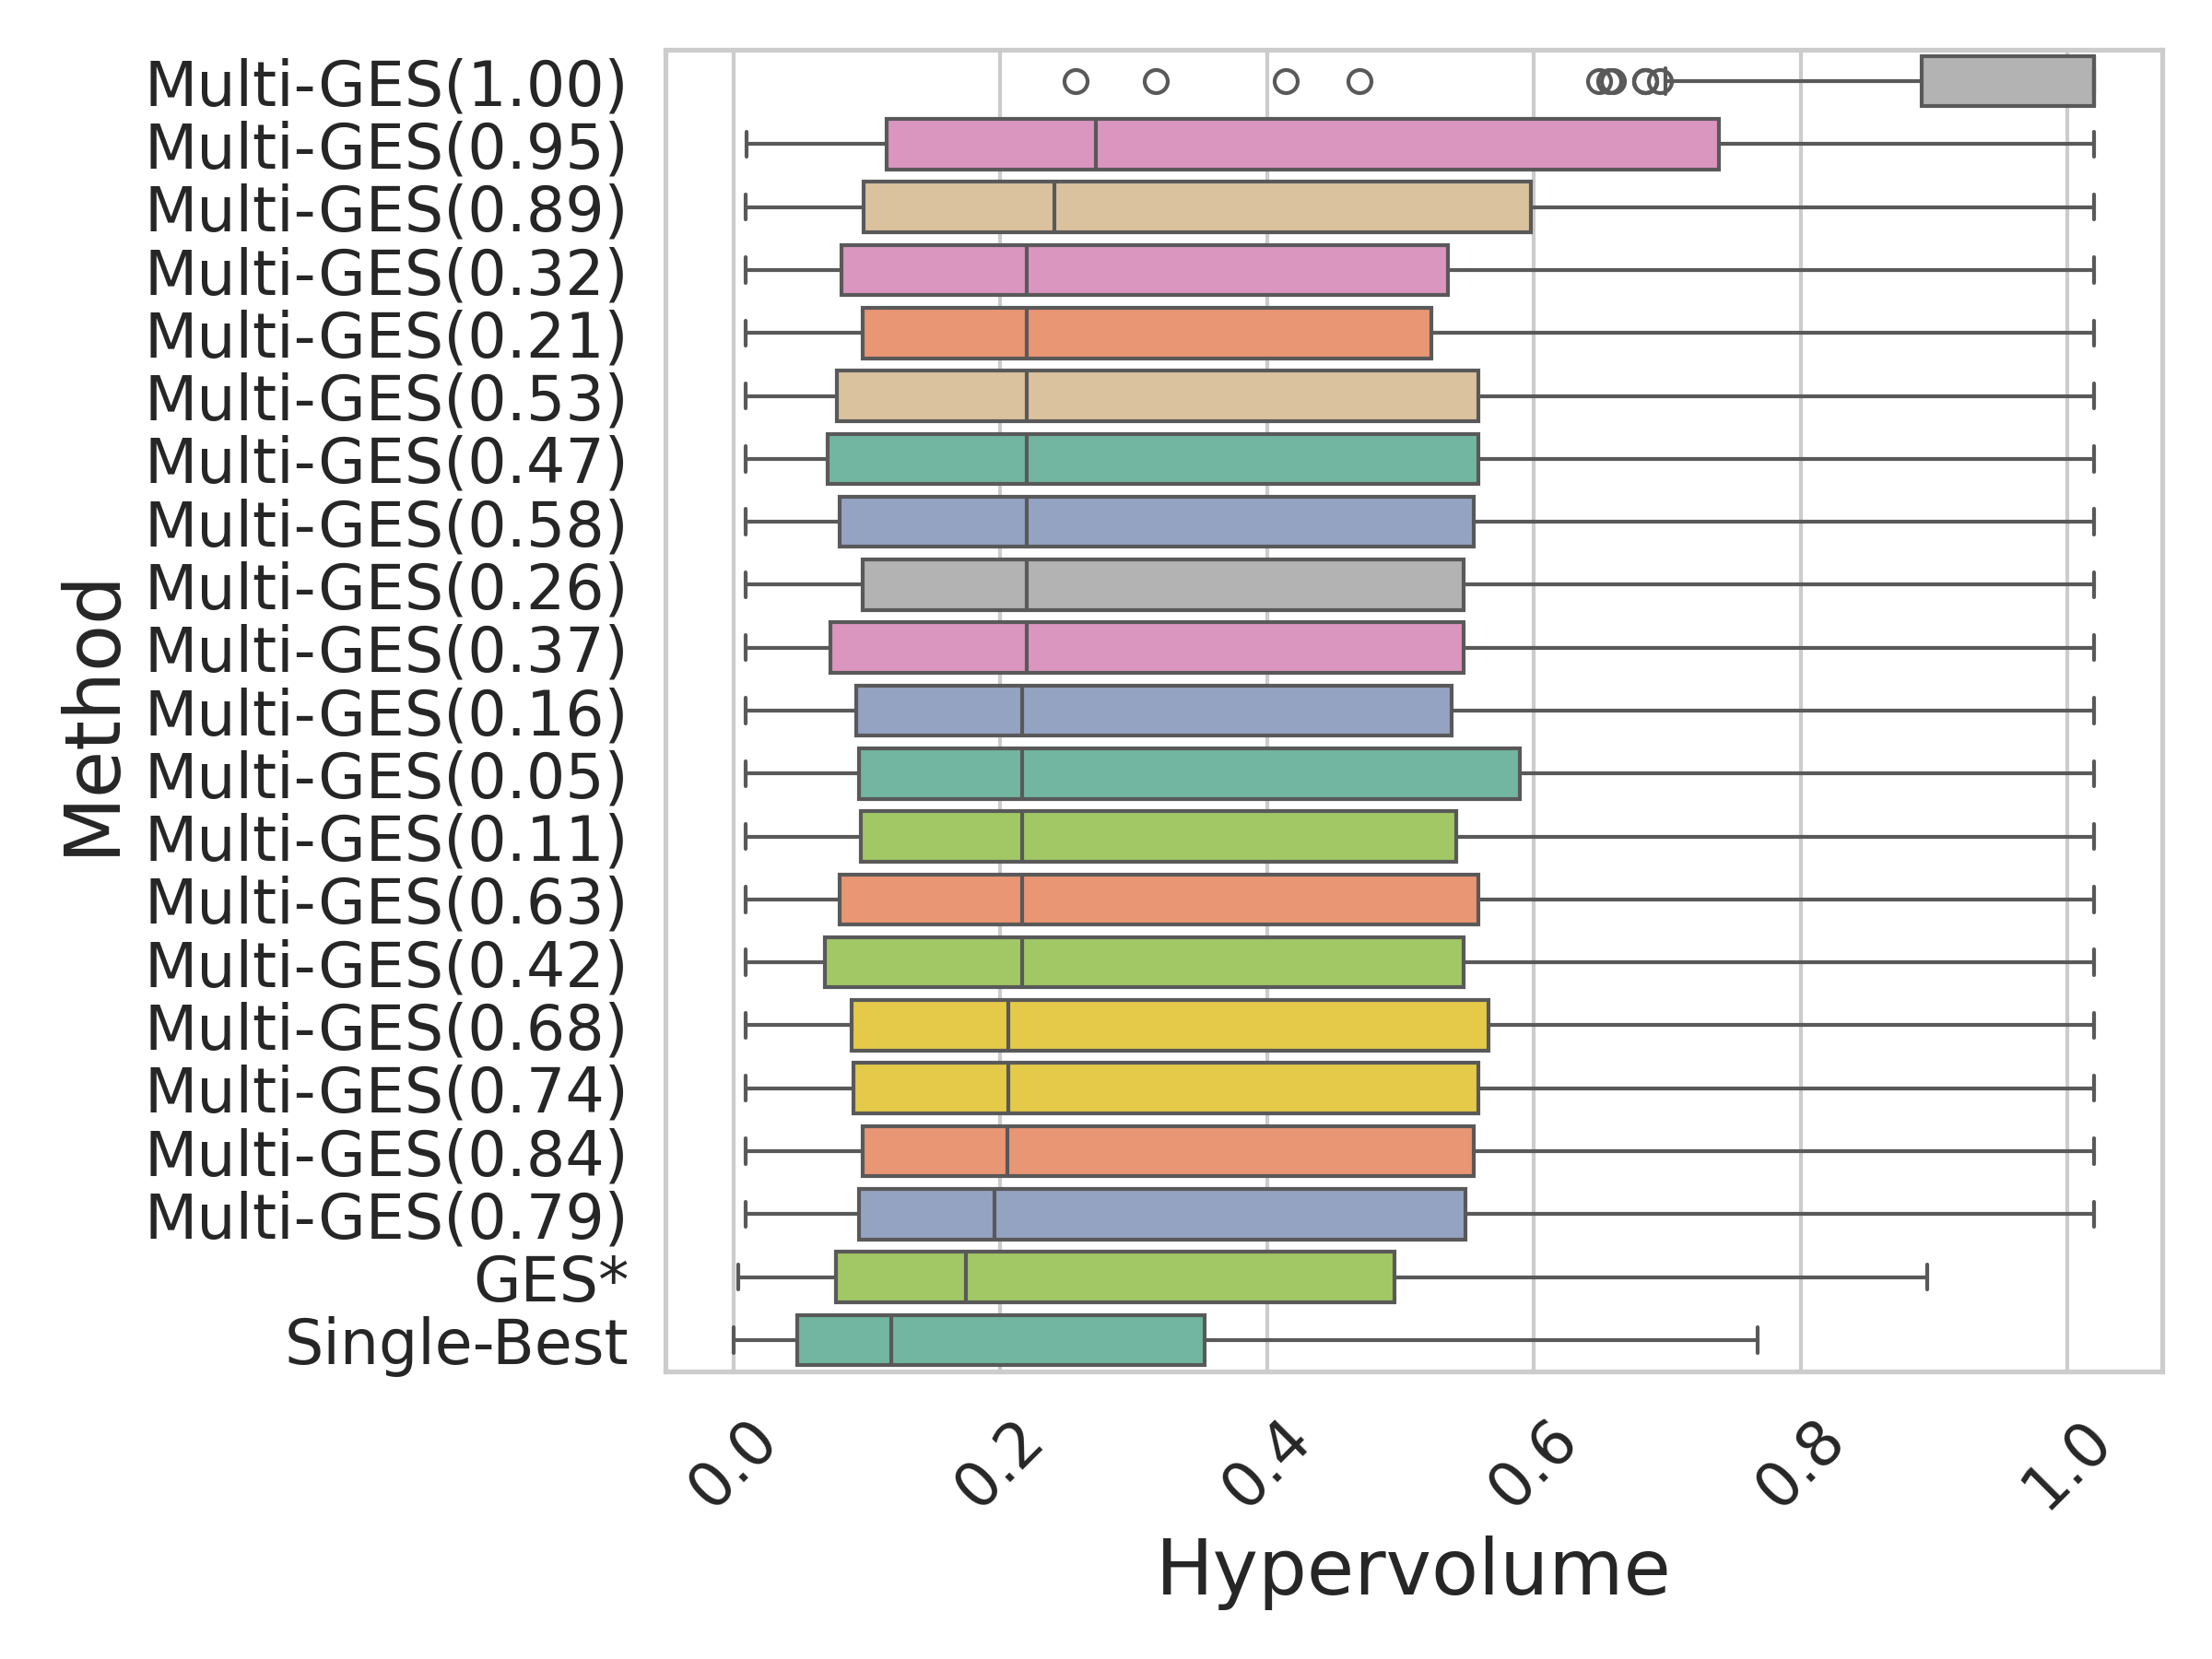 Multi-GES(1.00)
Multi-GES(0.95)
Multi-GES(0.89)
Multi-GES(0.32)
Multi-GES(0.21)
Multi-GES(0.53)
Multi-GES(0.47)
Multi-GES(0.58)
Multi-GES(0.26)
Multi-GES(0.37)
Multi-GES(0.16)
Multi-GES(0.05)
Multi-GES(0.11)
Multi-GES(0.63)
Multi-GES(0.42)
Multi-GES(0.68)
Multi-GES(0.74)
Multi-GES(0.84)
Multi-GES(0.79)
GES*
Single-Best
Method
0.0 0.2 0.4 0.6 0.8 1.0
Hypervolume